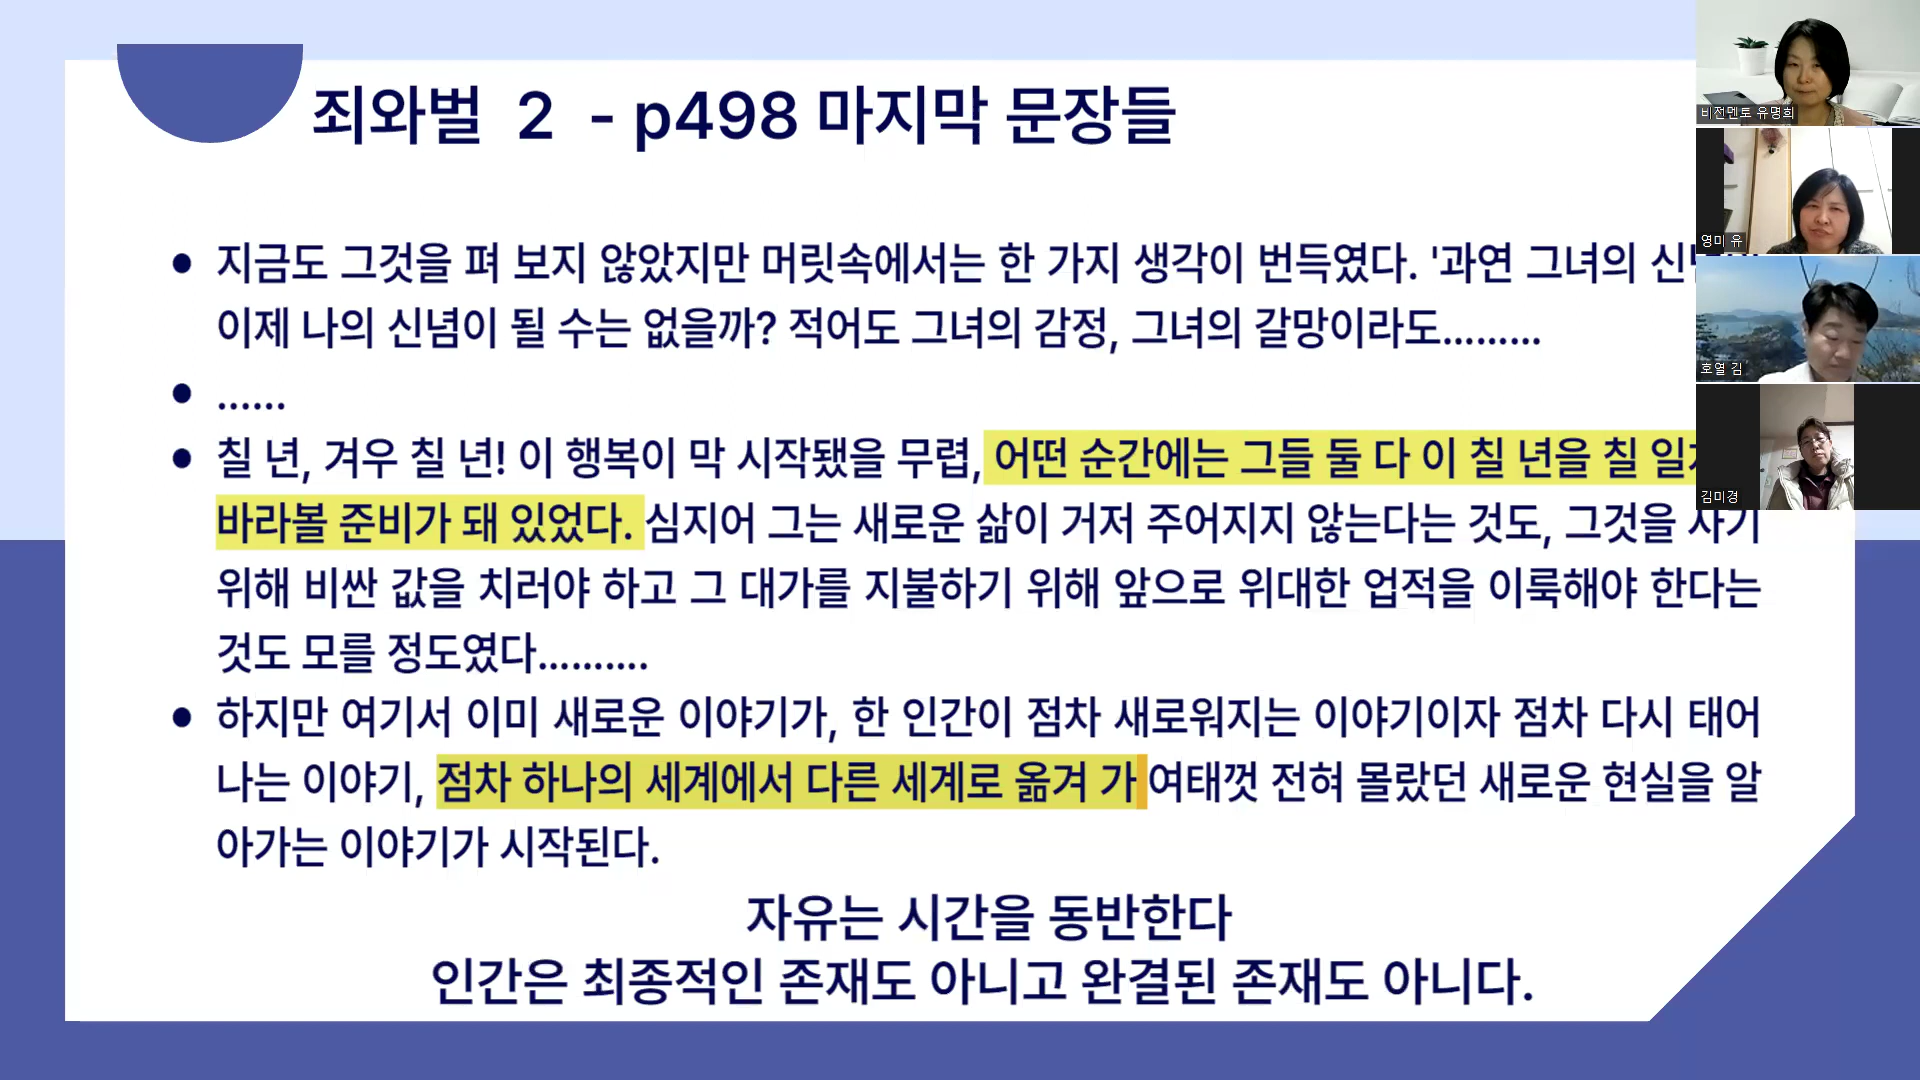 죄와벌 2 - p498 마지막 문장들
• 지금도 그것을 펴 보지 않았지만 머릿속에서는 한 가지 생각이 번득였다. '과연 그녀의
이제 나의 신념이 될 수는 없을까? 적어도 그녀의 감정, 그녀의 갈망이라도.........
• ......
• 칠 년, 겨우 칠 년! 이 행복이 막 시작됐을 무렵, 어떤 순간에는 그들 둘 다 이 칠 년을 칠
바라볼 준비가 돼 있었다. 심지어 그는 새로운 삶이 거저 주어지지 않는다는 것도, 그것을 사기
위해 비싼 값을 치러야 하고 그 대가를 지불하기 위해 앞으로 위대한 업적을 이룩해야 한다는
것도 모를 정도였다..........
• 하지만 여기서 이미 새로운 이야기가, 한 인간이 점차 새로워지는 이야기이자 점차 다시 태어
나는 이야기, 점차 하나의 세계에서 다른 세계로 옮겨 가 여태껏 전혀 몰랐던 새로운 현실을 알
아가는 이야기가 시작된다.
자유는 시간을 동반한다
인간은 최종적인 존재도 아니고 완결된 존재도 아니다.
비전멘토 유명희
영미 유
호열 김
김미경